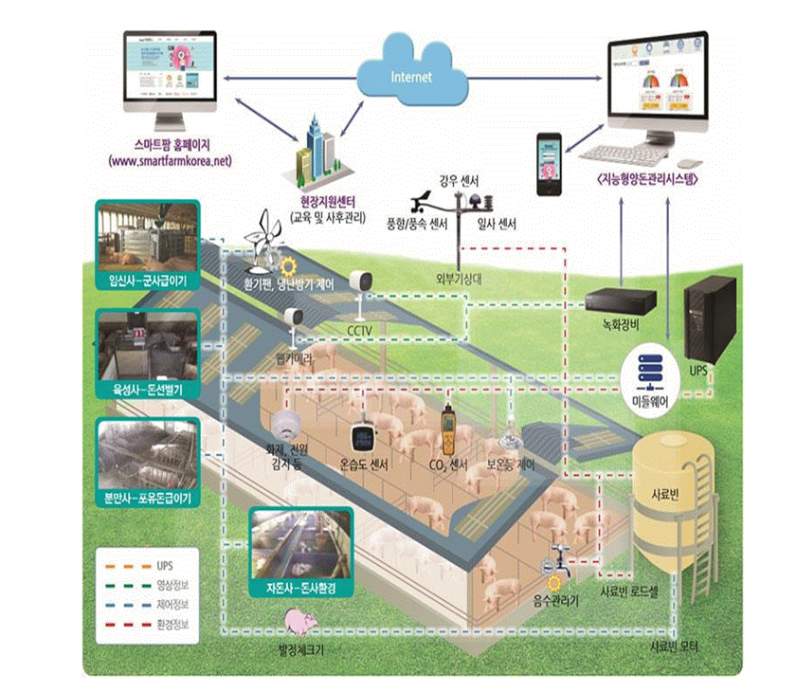 Internet
스마트팜 홈페이지
(www.smartfarmkorea.net)
현장지원센터
(교육 및 사후관리)
<지능형양돈관리시스템>
강우 센서
풍향/풍속 센서
일사 센서
외부기상대
임신사-군사급이기
환기팬, 냉난방기 제어
CCTV
녹화장비
웹카메라
UPS
육성사-돈선별기
미들웨어
화재, 전원
감지 등
온습도 센서
CO₂ 센서
보온등 제어
사료빈
분만사-포유돈급이기
자돈사-돈사환경
음수관리기
사료빈 로드셀
UPS
영상정보
제어정보
환경정보
발정체크기
사료빈 모터